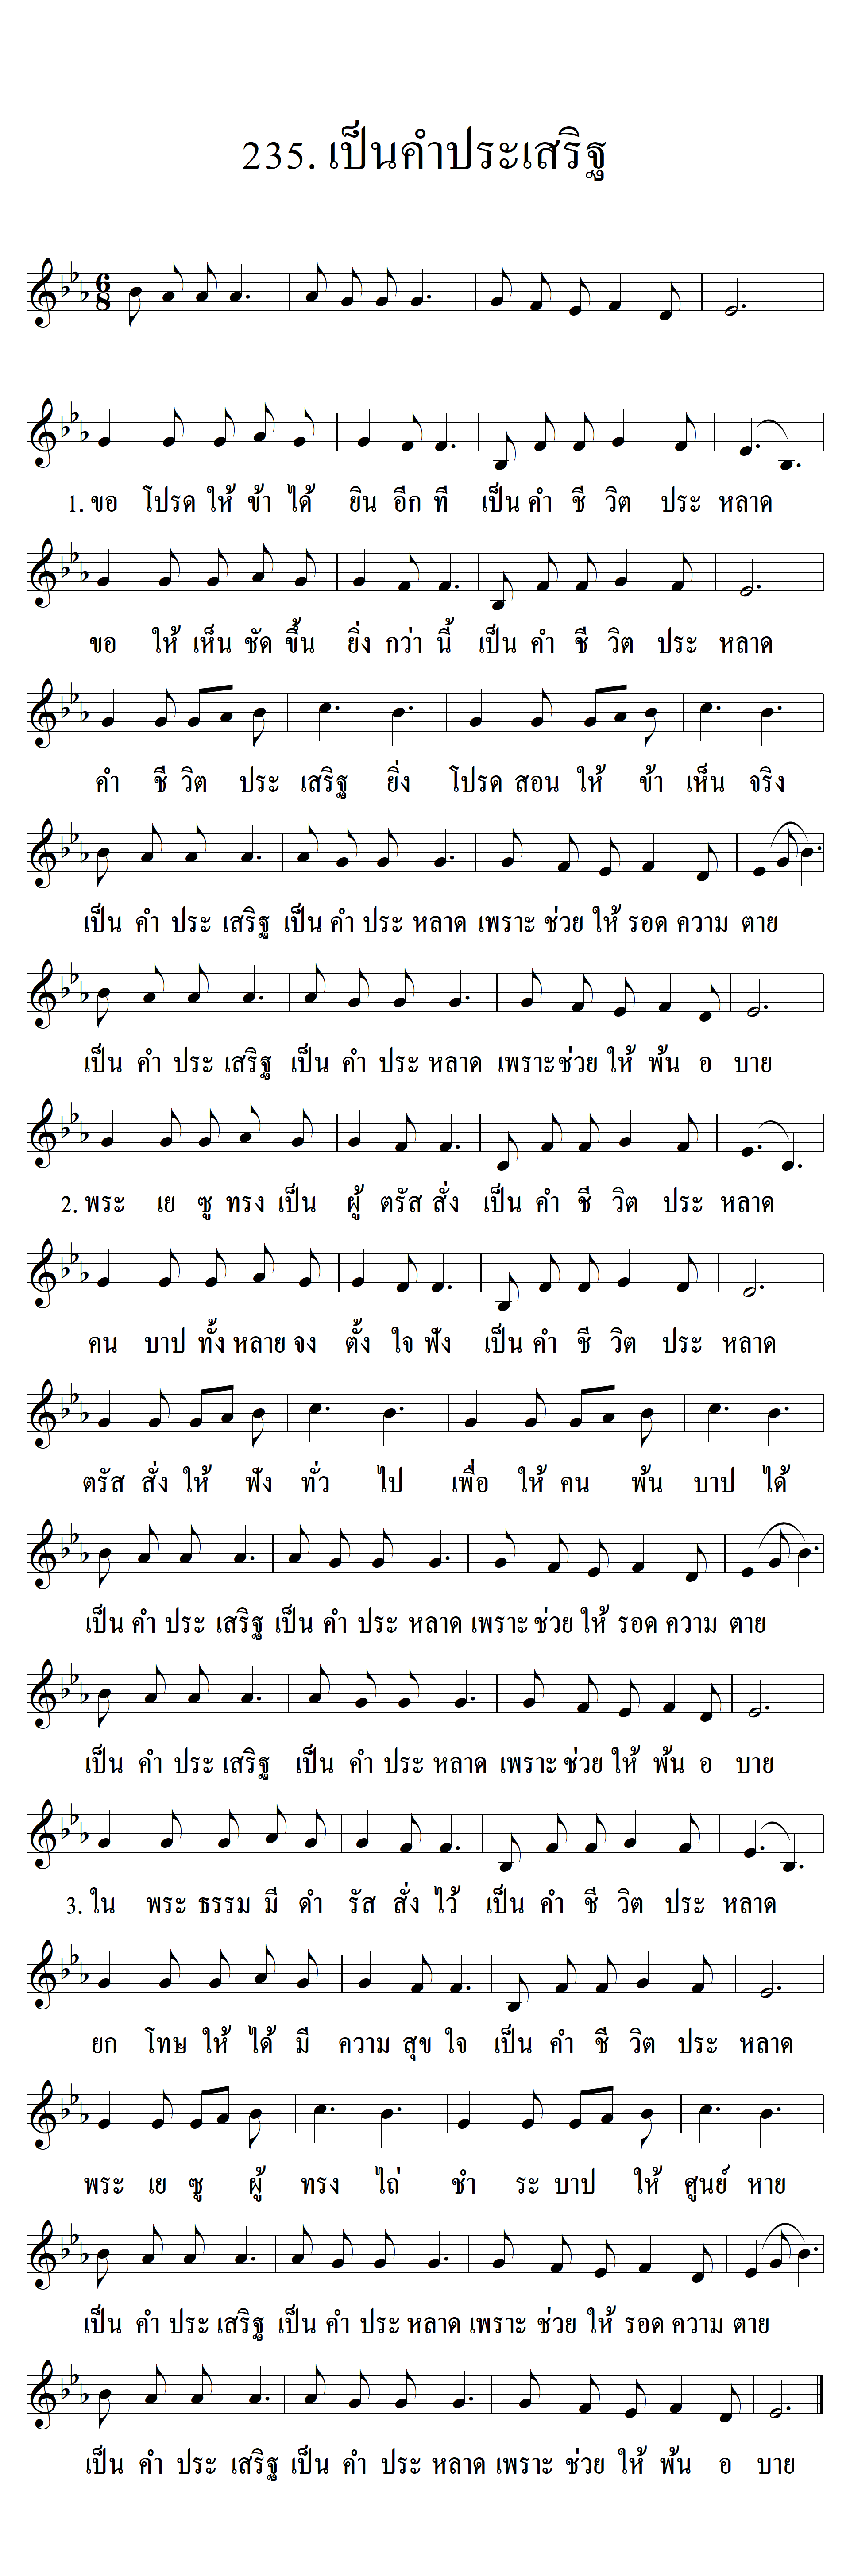 235. เป็นคำประเสริฐ
6
8
1. ขอ โปรด ให้ ข้า ได้ ยิน อีก ที เป็น คำ ชี วิต ประ หลาด
ขอ ให้ เห็น ชัด ขึ้น ยิ่ง กว่า นี้ เป็น คำ ชี วิต ประ หลาด
คำ ชี วิต ประ เสริฐ ยิ่ง โปรด สอน ให้ ข้า เห็น จริง
เป็น คำ ประ เสริฐ เป็น คำ ประ หลาด เพราะ ช่วย ให้ รอด ความ ตาย
เป็น คำ ประ เสริฐ เป็น คำ ประ หลาด เพราะ ช่วย ให้ พ้น อ บาย
2. พระ เย ซู ทรง เป็น ผู้ ตรัส สั่ง เป็น คำ ชี วิต ประ หลาด
คน บาป ทั้ง หลาย จง ตั้ง ใจ ฟัง เป็น คำ ชี วิต ประ หลาด
ตรัส สั่ง ให้ ฟัง ทั่ว ไป เพื่อ ให้ คน พ้น บาป ได้
เป็น คำ ประ เสริฐ เป็น คำ ประ หลาด เพราะ ช่วย ให้ รอด ความ ตาย
เป็น คำ ประ เสริฐ เป็น คำ ประ หลาด เพราะ ช่วย ให้ พ้น อ บาย
3. ใน พระ ธรรม มี ดำ รัส สั่ง ไว้ เป็น คำ ชี วิต ประ หลาด
ยก โทษ ให้ ได้ มี ความ สุข ใจ เป็น คำ ชี วิต ประ หลาด
พระ เย ซู ผู้ ทรง ไถ่ ชำ ระ บาป ให้ ศูนย์ หาย
เป็น คำ ประ เสริฐ เป็น คำ ประ หลาด เพราะ ช่วย ให้ รอด ความ ตาย
เป็น คำ ประ เสริฐ เป็น คำ ประ หลาด เพราะ ช่วย ให้ พ้น อ บาย